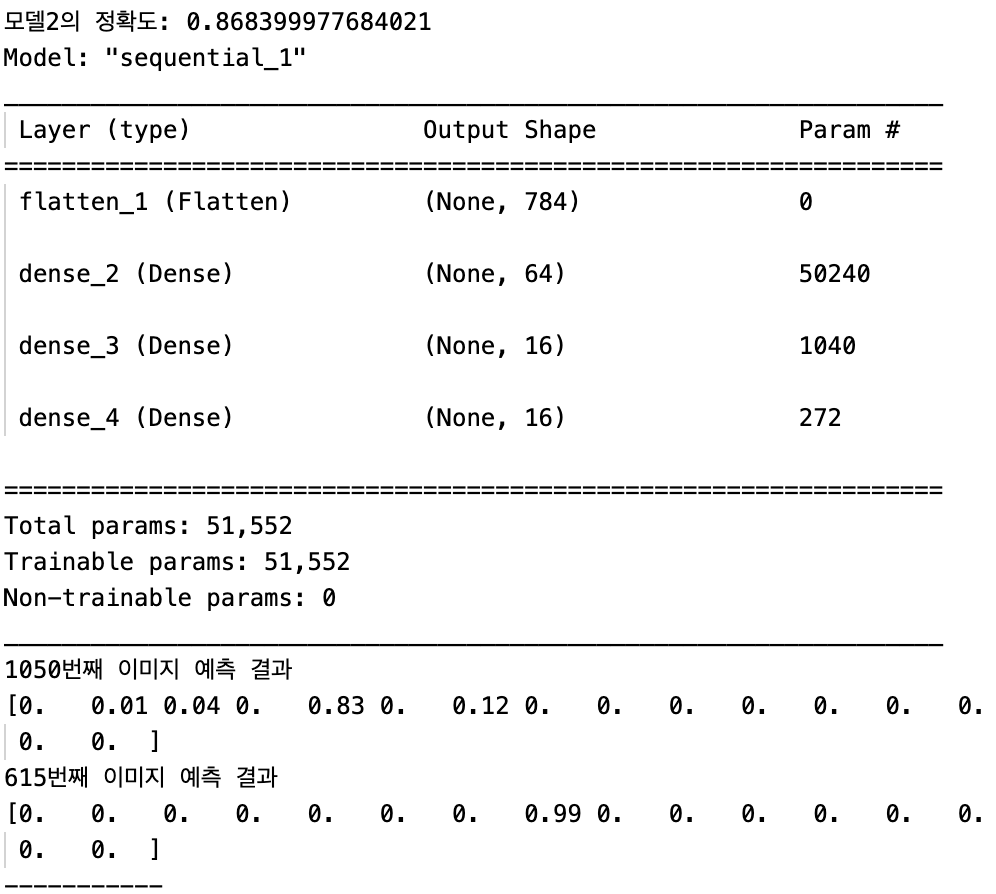 모델2의 정확도: 0.868399977684021
Model: "sequential_1"
_________________________________________________________________
Layer (type)                Output Shape              Param #
=================================================================
flatten_1 (Flatten)         (None, 784)               0
dense_2 (Dense)             (None, 64)                50240
dense_3 (Dense)             (None, 16)                1040
dense_4 (Dense)             (None, 16)                272
=================================================================
Total params: 51,552
Trainable params: 51,552
Non-trainable params: 0
_________________________________________________________________
1050번째 이미지 예측 결과
[0.   0.01 0.04 0.   0.83 0.   0.12 0.   0.   0.   0.   0.   0.   0.
0.   0.  ]
615번째 이미지 예측 결과
[0.   0.   0.   0.   0.   0.   0.   0.99 0.   0.   0.   0.   0.   0.
0.   0.  ]
-----------